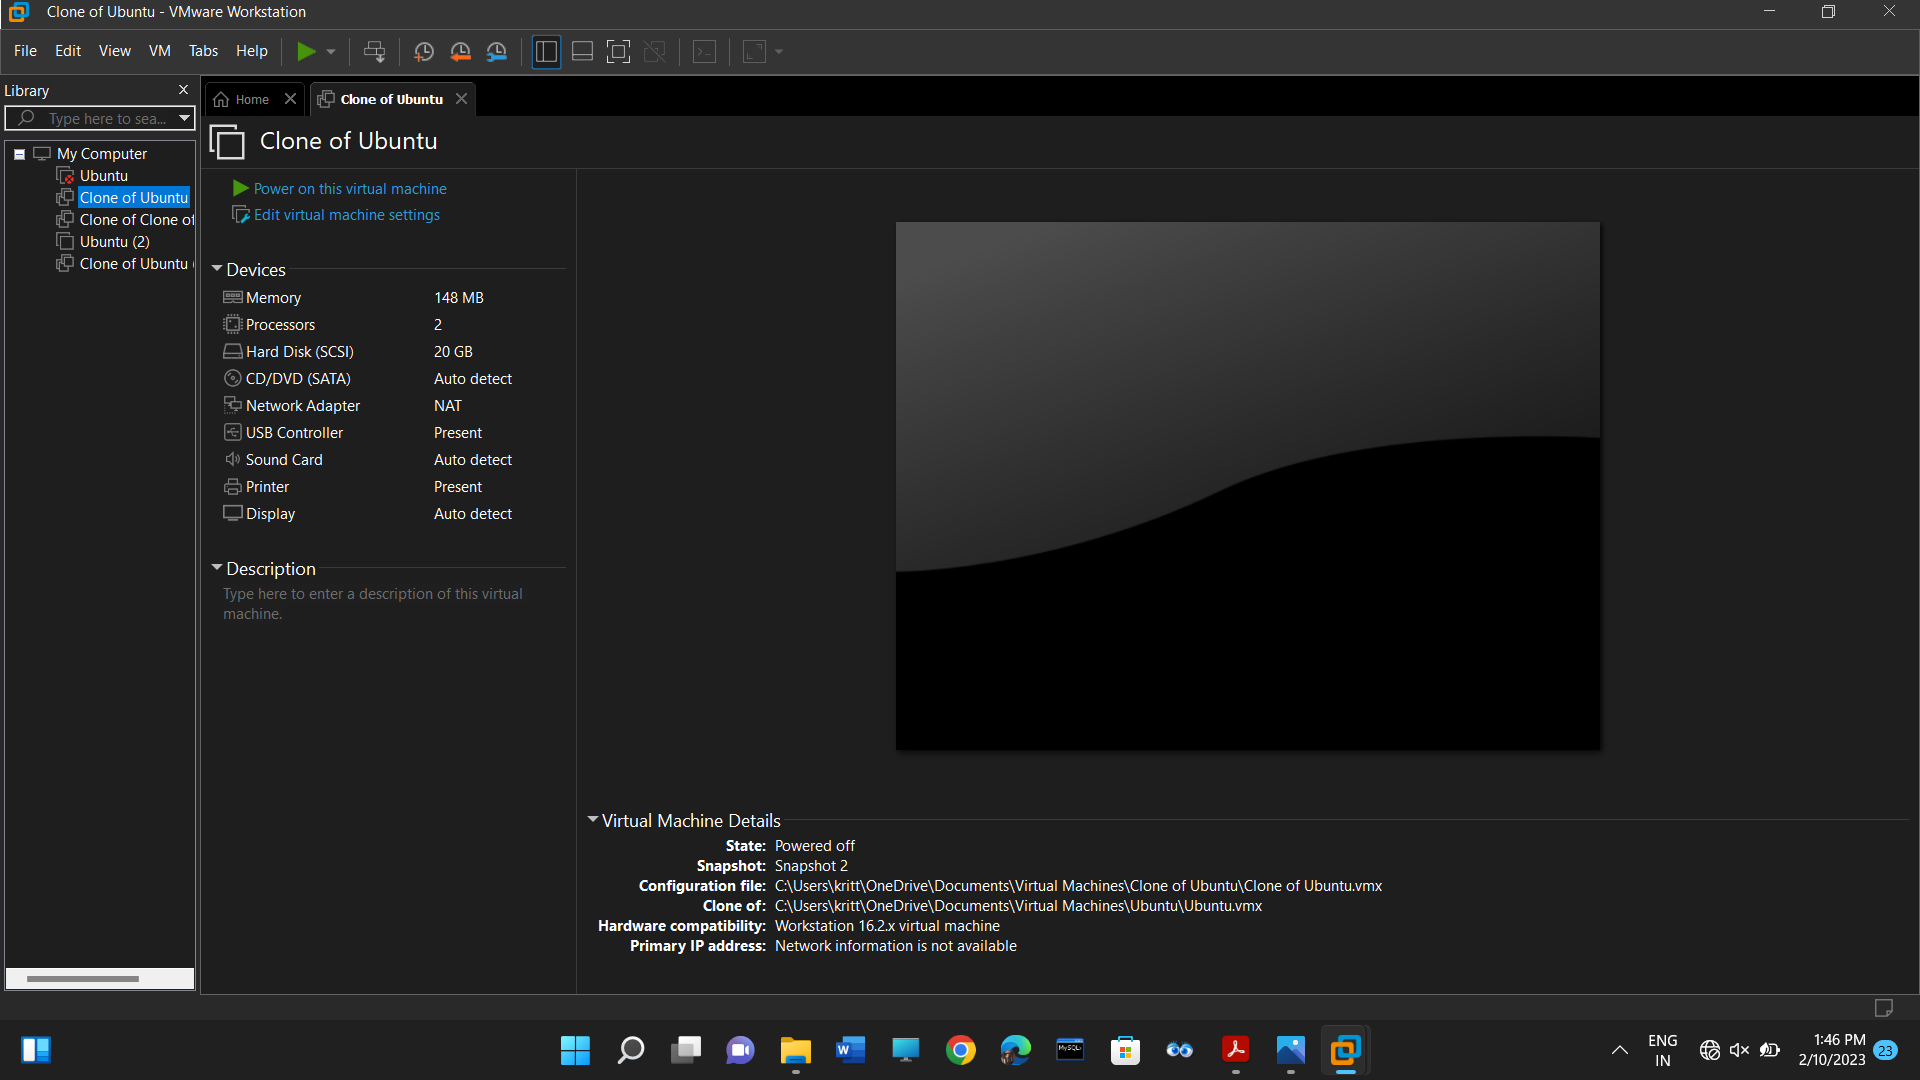 Clone of Ubuntu - VMware Workstation
File Edit View VM Tabs Help
Library
Type here to sea...
My Computer
Ubuntu
Clone of Ubuntu
Clone of Clone of
Ubuntu (2)
Clone of Ubuntu
Home
Clone of Ubuntu
Clone of Ubuntu
Power on this virtual machine
Edit virtual machine settings
Devices
Memory 148 MB
Processors 2
Hard Disk (SCSI) 20 GB
CD/DVD (SATA) Auto detect
Network Adapter NAT
USB Controller Present
Sound Card Auto detect
Printer Present
Display Auto detect
Description
Type here to enter a description of this virtual
machine.
Virtual Machine Details
State: Powered off
Snapshot: Snapshot 2
Configuration file: C:\Users\kritt\OneDrive\Documents\Virtual Machines\Clone of Ubuntu\Clone of Ubuntu.vmx
Clone of: C:\Users\kritt\OneDrive\Documents\Virtual Machines\Ubuntu\Ubuntu.vmx
Hardware compatibility: Workstation 16.2.x virtual machine
Primary IP address: Network information is not available
MySQL
ENG
IN
1:46 PM
2/10/2023
23